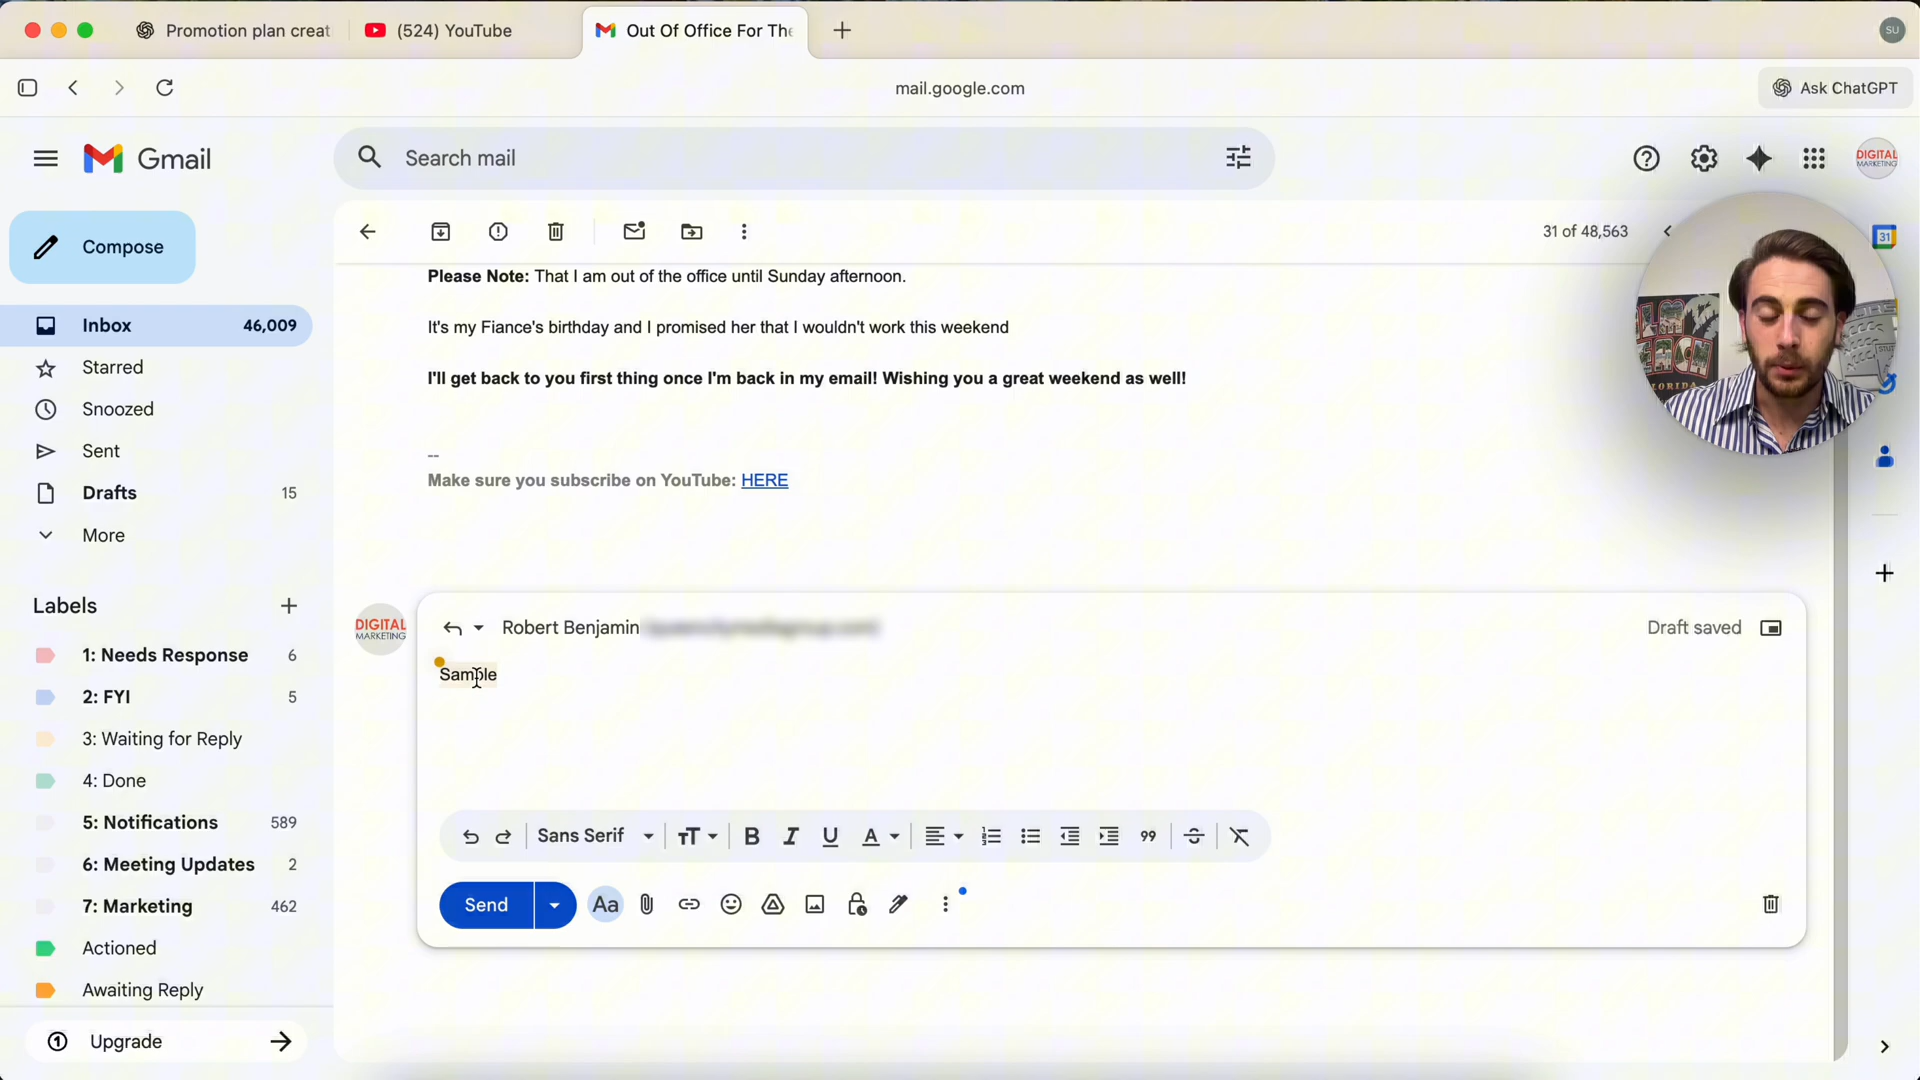 Promotion plan creat
(524) YouTube
Out Of Office For The
SU
mail.google.com
Ask ChatGPT
Gmail
Search mail
DIGITAL
MARKETING
Compose
31 of 48,563
31
Inbox 46,009
Starred
Snoozed
Sent
Drafts 15
More
Please Note: That I am out of the office until Sunday afternoon.
It's my Fiance's birthday and I promised her that I wouldn't work this weekend
I'll get back to you first thing once I'm back in my email! Wishing you a great weekend as well!
--
Make sure you subscribe on YouTube: HERE
Labels
1: Needs Response 6
2: FYI 5
3: Waiting for Reply
4: Done
5: Notifications 589
6: Meeting Updates 2
7: Marketing 462
Actioned
Awaiting Reply
Upgrade
DIGITAL
MARKETING
Robert Benjamin
Draft saved
Sample
Sans Serif
Send
Aa